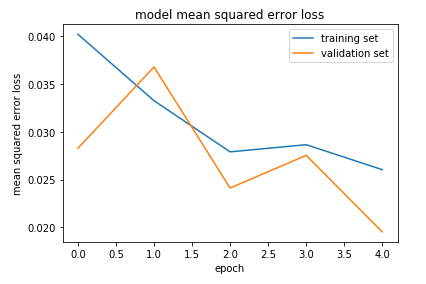 model mean squared error loss
training set
validation set
mean squared error loss
0.040
0.035
0.030
0.025
0.020
0.0 0.5 1.0 1.5 2.0 2.5 3.0 3.5 4.0
epoch